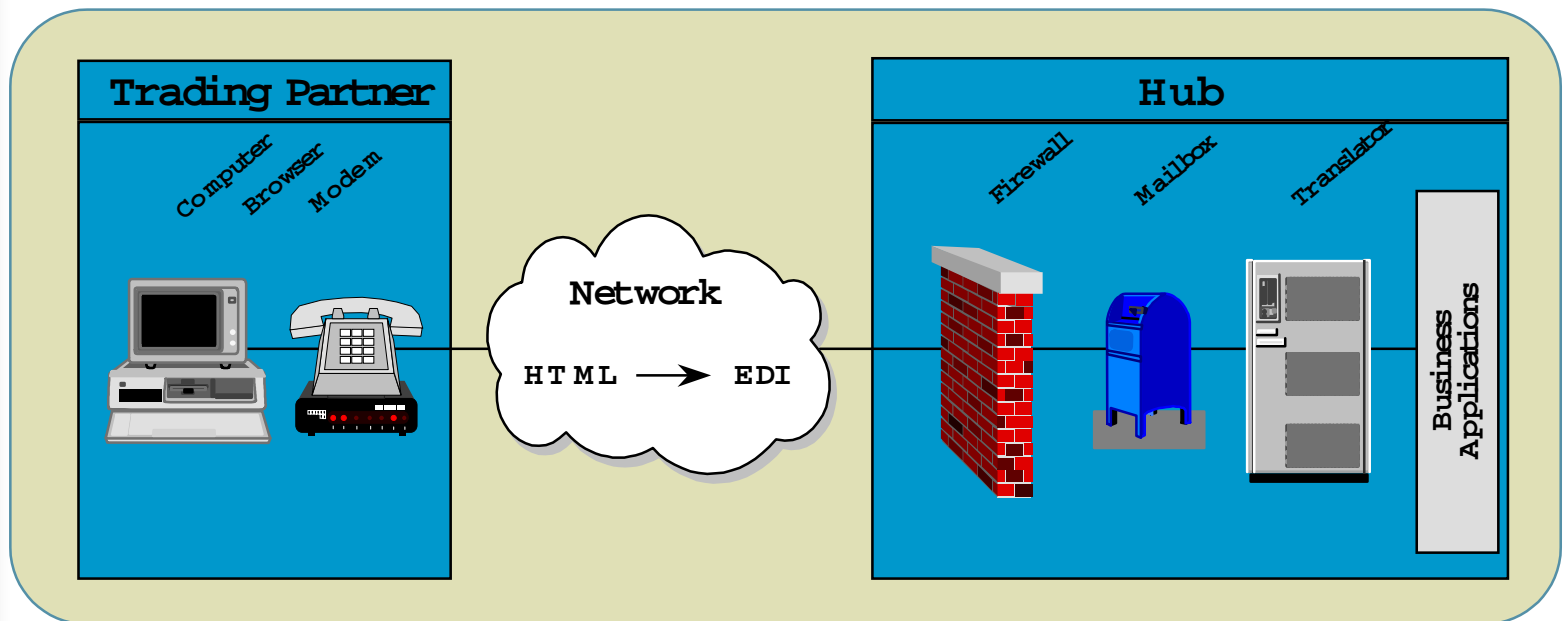 Trading Partner
Computer
Browser
Modem
Network
HTML EDI
Hub
Firewall
Mailbox
Translator
Business
Applications